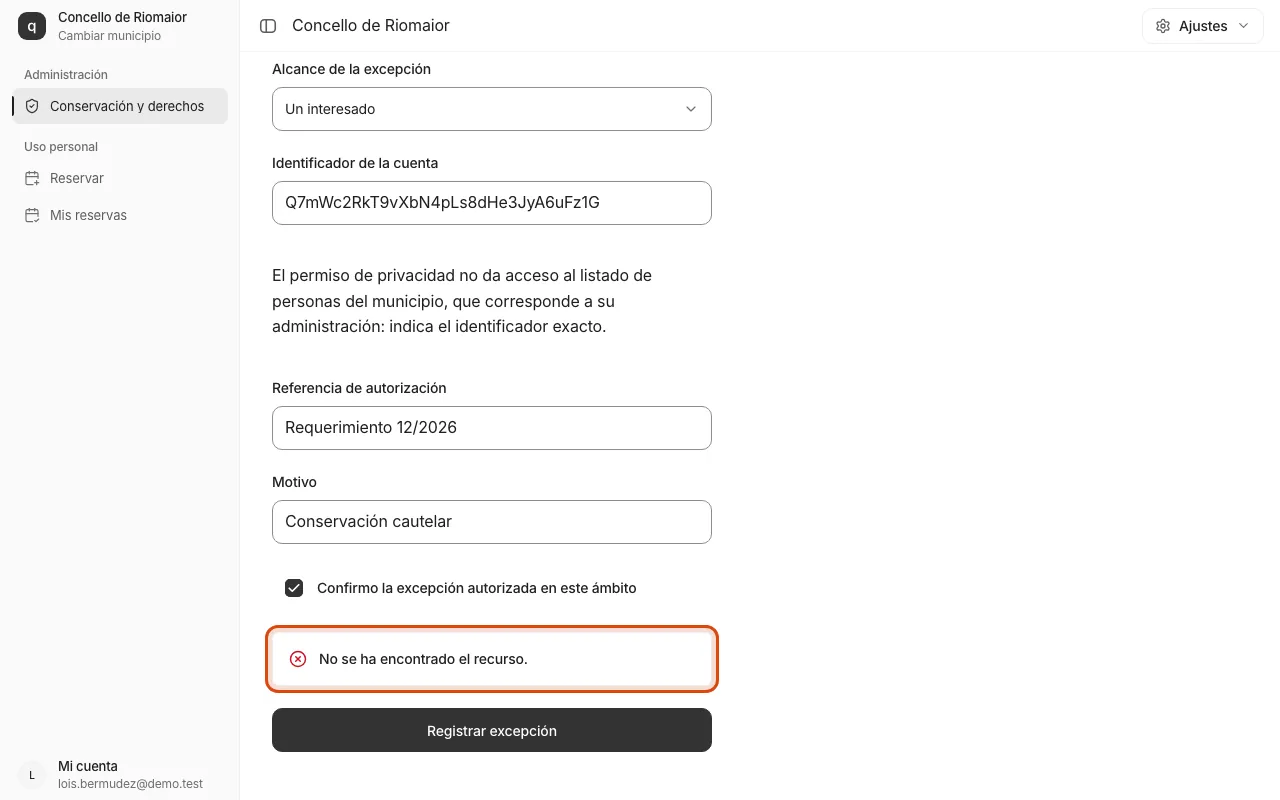 q
Concello de Riomaior
Cambiar municipio
Administración
Conservación y derechos
Uso personal
Reservar
Mis reservas
L
Mi cuenta
lois.bermudez@demo.test
Concello de Riomaior
Ajustes
Alcance de la excepción
Un interesado
Identificador de la cuenta
Q7mWc2RkT9vXbN4pLs8dHe3JyA6uFz1G
El permiso de privacidad no da acceso al listado de
personas del municipio, que corresponde a su
administración: indica el identificador exacto.
Referencia de autorización
Requerimiento 12/2026
Motivo
Conservación cautelar
Confirmo la excepción autorizada en este ámbito
No se ha encontrado el recurso.
Registrar excepción